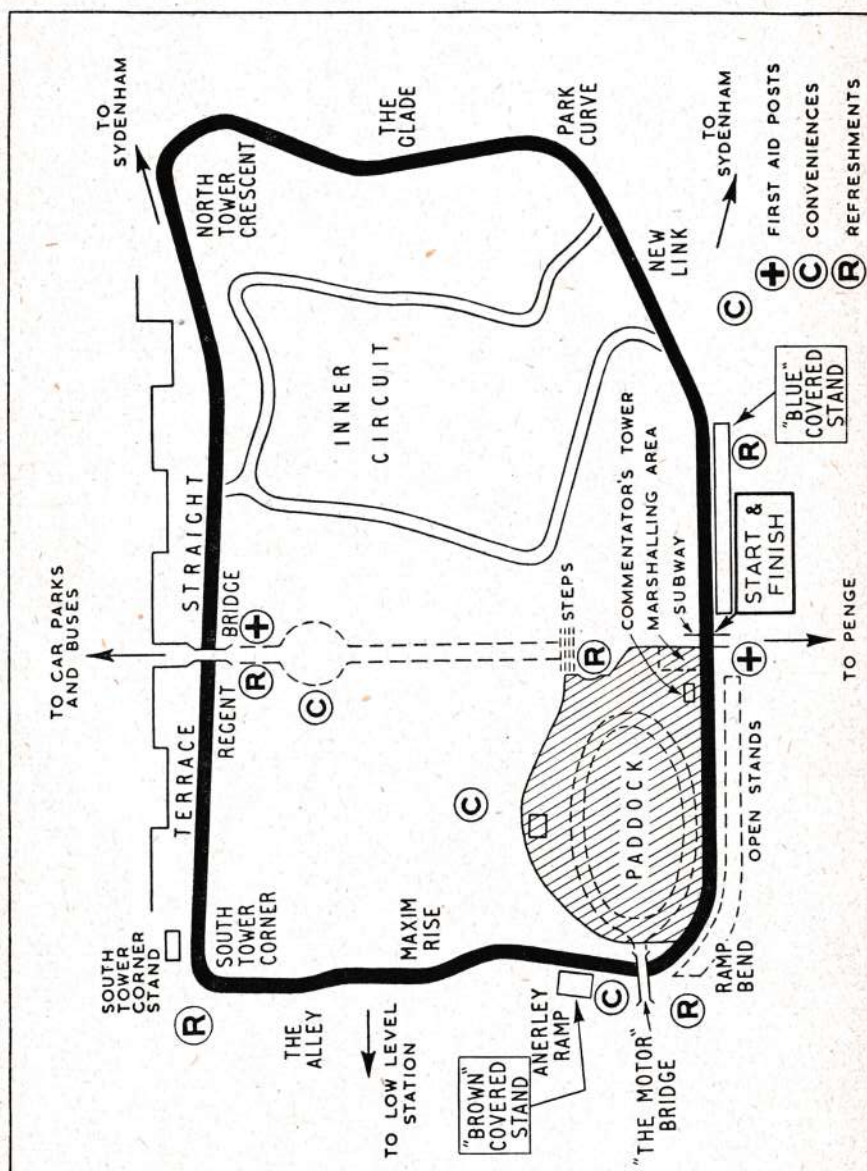 TO CAR PARKS
AND BUSES
TO
SYDENHAM
SOUTH
TOWER
CORNER
STAND
TERRACE
STRAIGHT
REGENT
BRIDGE
NORTH
TOWER
CRESCENT
R
SOUTH
TOWER
CORNER
R
+
C
THE
ALLEY
THE
GLADE
INNER
CIRCUIT
TO LOW LEVEL
STATION
MAXIM
RISE
C
PARK
CURVE
"BROWN"
COVERED
STAND
ANERLEY
RAMP
C
"THE MOTOR"
BRIDGE
R
RAMP
BEND
PADDOCK
OPEN STANDS
R
STEPS
COMMENTATOR'S TOWER
MARSHALLING AREA
SUBWAY
START &
FINISH
+
TO PENGE
NEW
LINK
C
TO
SYDENHAM
R
"BLUE"
COVERED
STAND
+ FIRST AID POSTS
C CONVENIENCES
R REFRESHMENTS